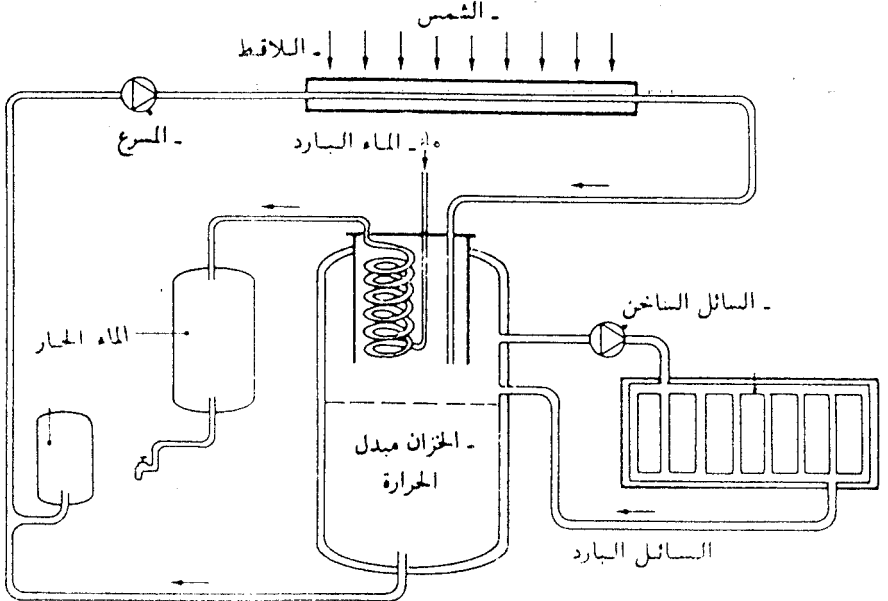 ـ الشمس
ـ اللاقط
ـ المسرع
ـ الماء البارد
ـ السائل الساخن
الماء الحار
ـ الخزان مبدل
الحرارة
السائل البارد